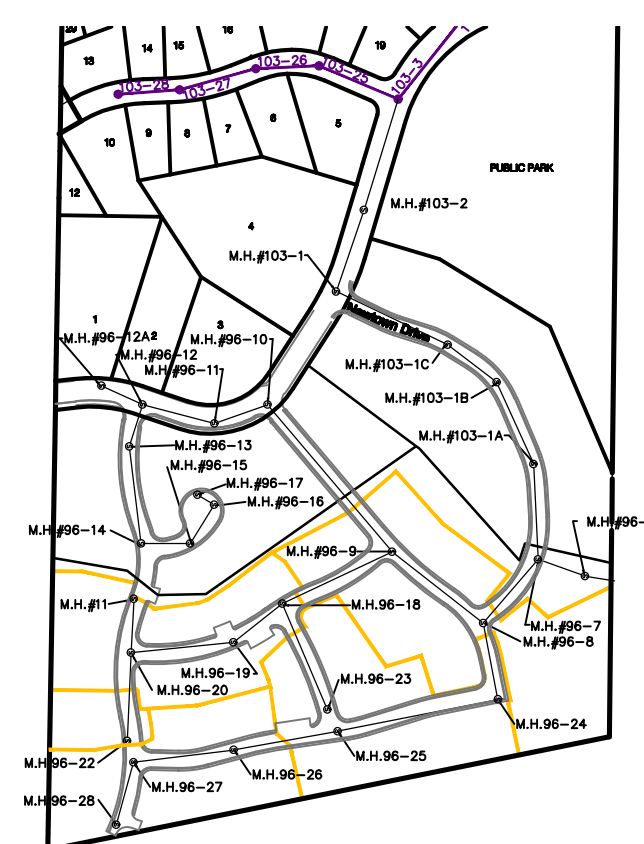 16
20
14
15
19
13
103-26
103-25
103-28
103-27
103-3
6
5
10
9
8
7
PUBLIC PARK
12
M.H.#103-2
4
M.H.#103-1
Newtown Drive
1
3
M.H.#96-12A
2
M.H.#96-10
M.H.#96-12
M.H.#103-1C
M.H.#96-11
M.H.#103-1B
M.H.#103-1A
M.H.#96-13
M.H.#96-15
M.H.#96-17
M.H.#96-16
M.H.#96-14
M.H.#96-
M.H.#96-9
M.H.#11
M.H.96-18
M.H.#96-7
M.H.#96-8
M.H.96-19
M.H.96-23
M.H.96-20
M.H.96-24
M.H.96-25
M.H.96-22
M.H.96-26
M.H.96-27
M.H.96-28